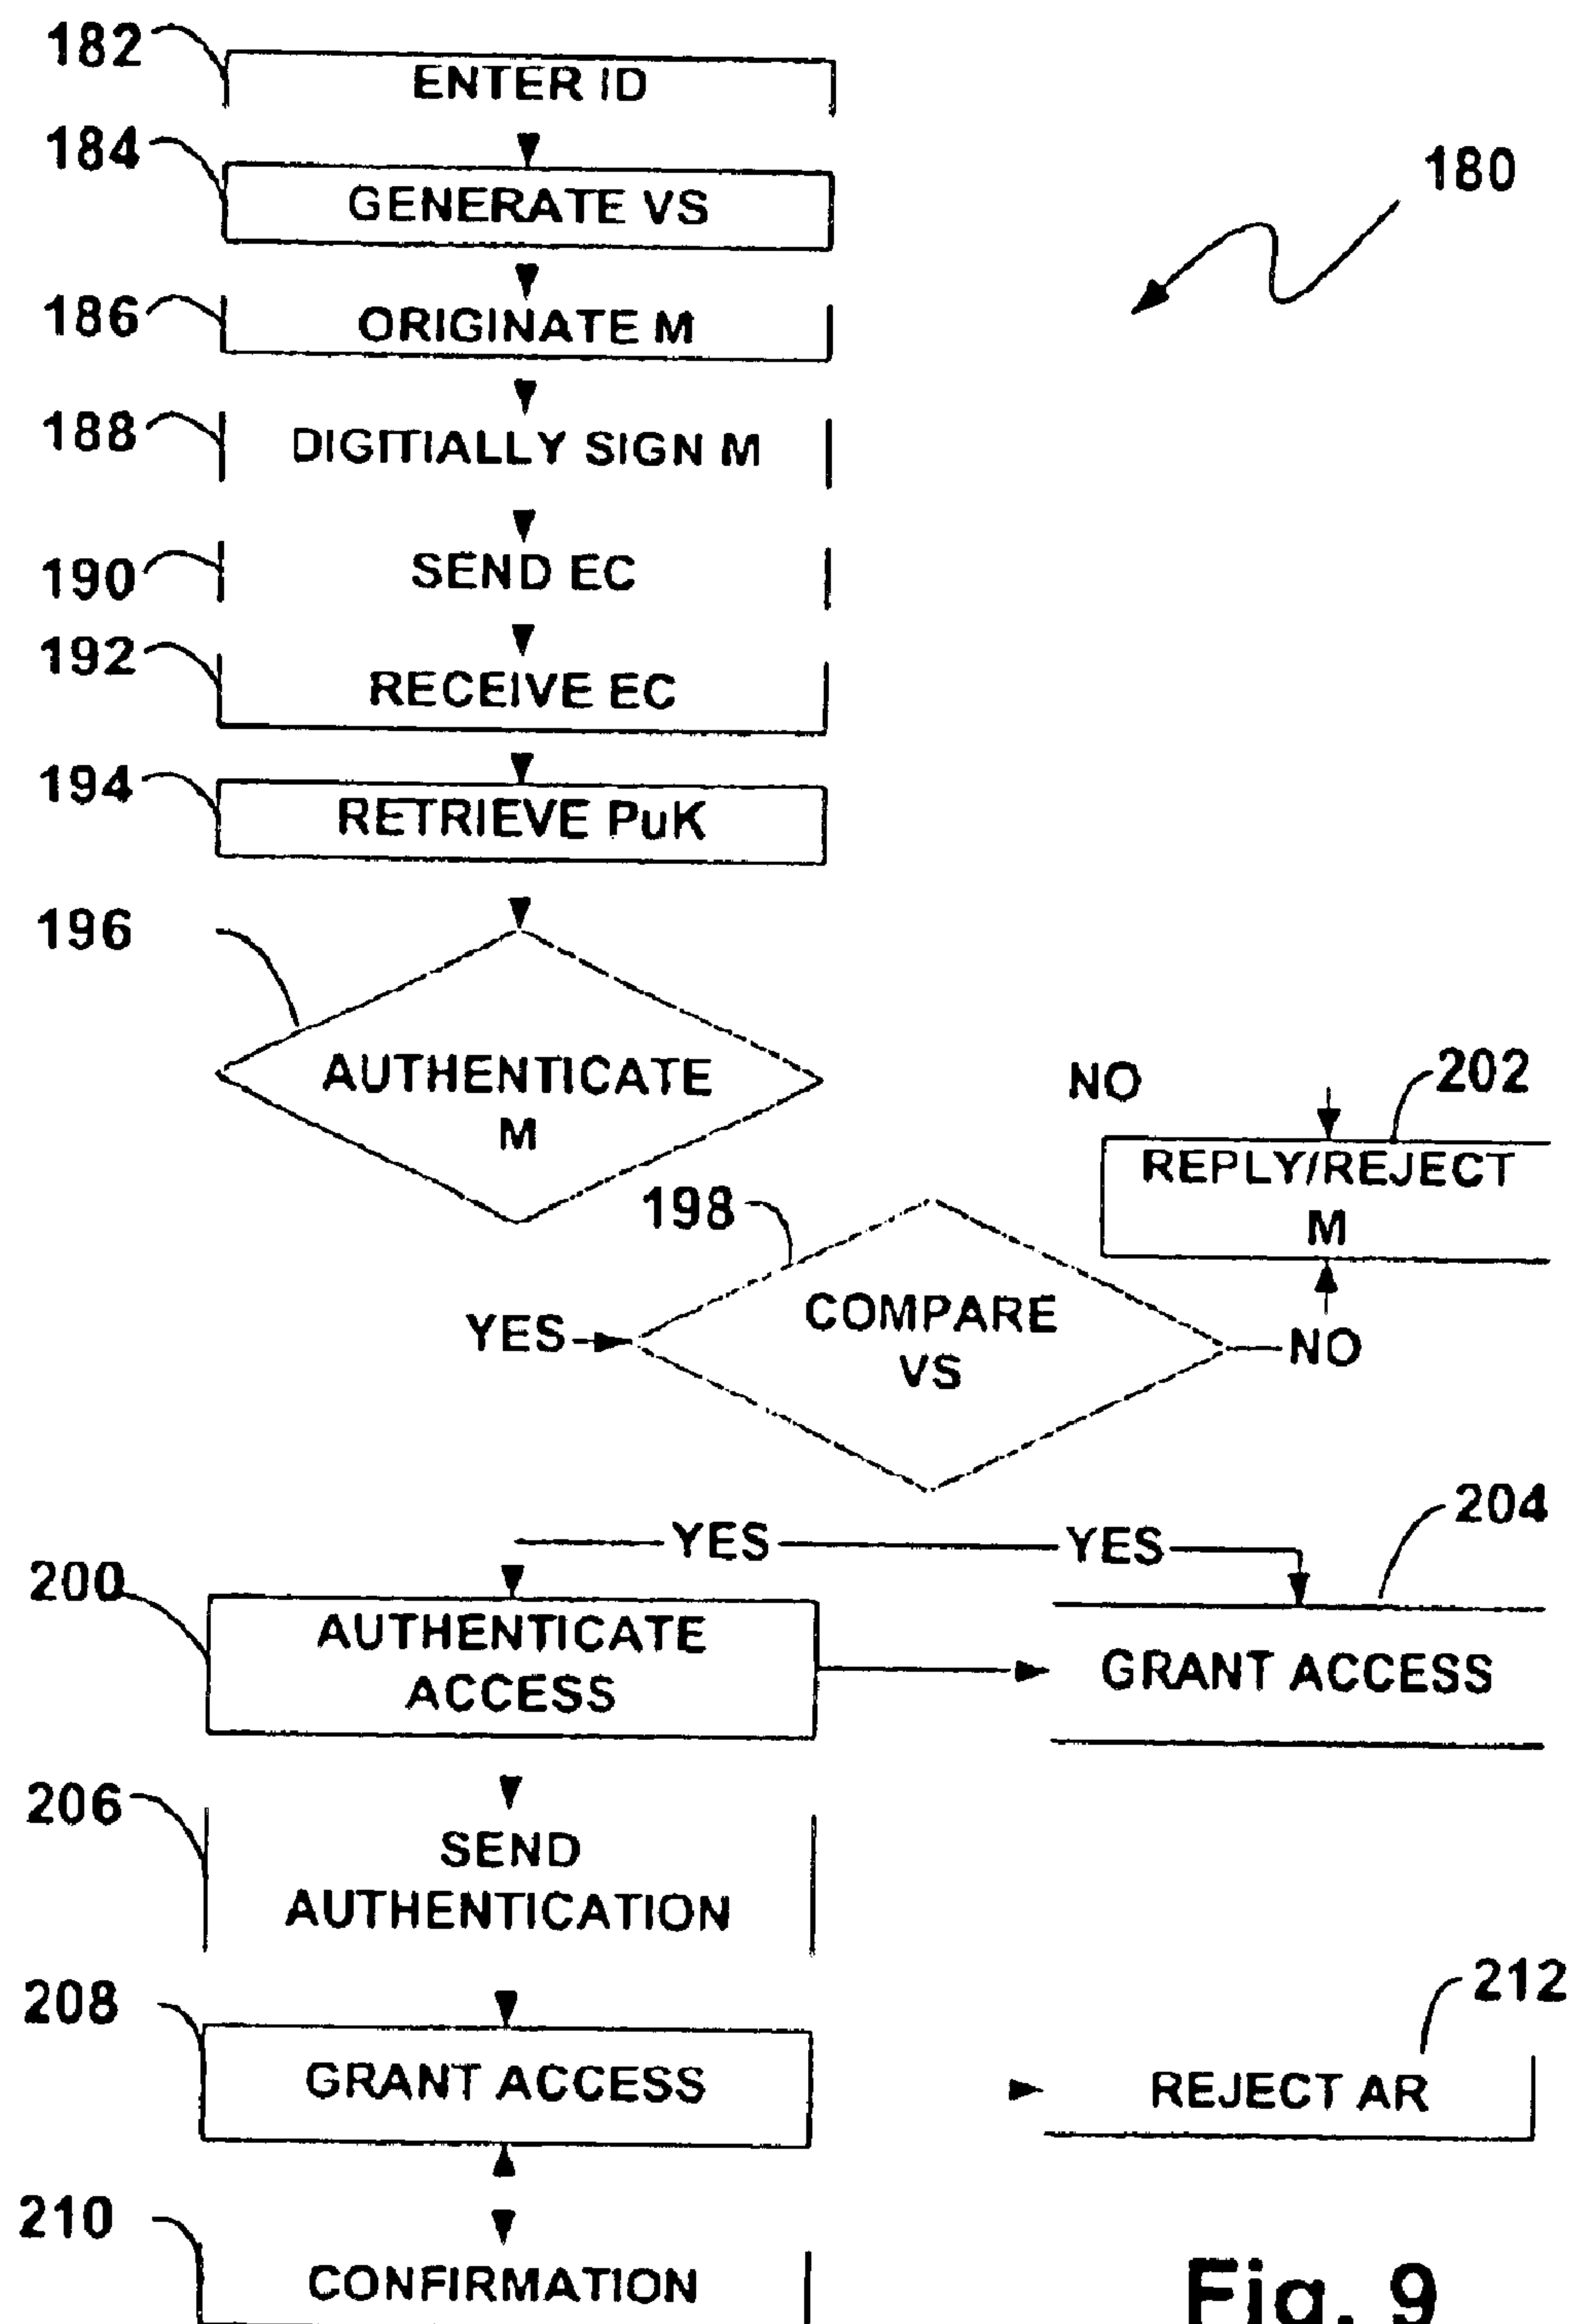 182
ENTER ID
184
GENERATE VS
180
186
ORIGINATE M
188
DIGITIALLY SIGN M
190
SEND EC
192
RECEIVE EC
194
RETRIEVE PuK
196
AUTHENTICATE
M
NO
202
REPLY/REJECT
M
198
COMPARE
VS
YES
NO
YES
YES
204
200
AUTHENTICATE
ACCESS
GRANT ACCESS
206
SEND
AUTHENTICATION
208
GRANT ACCESS
212
REJECT AR
210
CONFIRMATION
Fig. 9